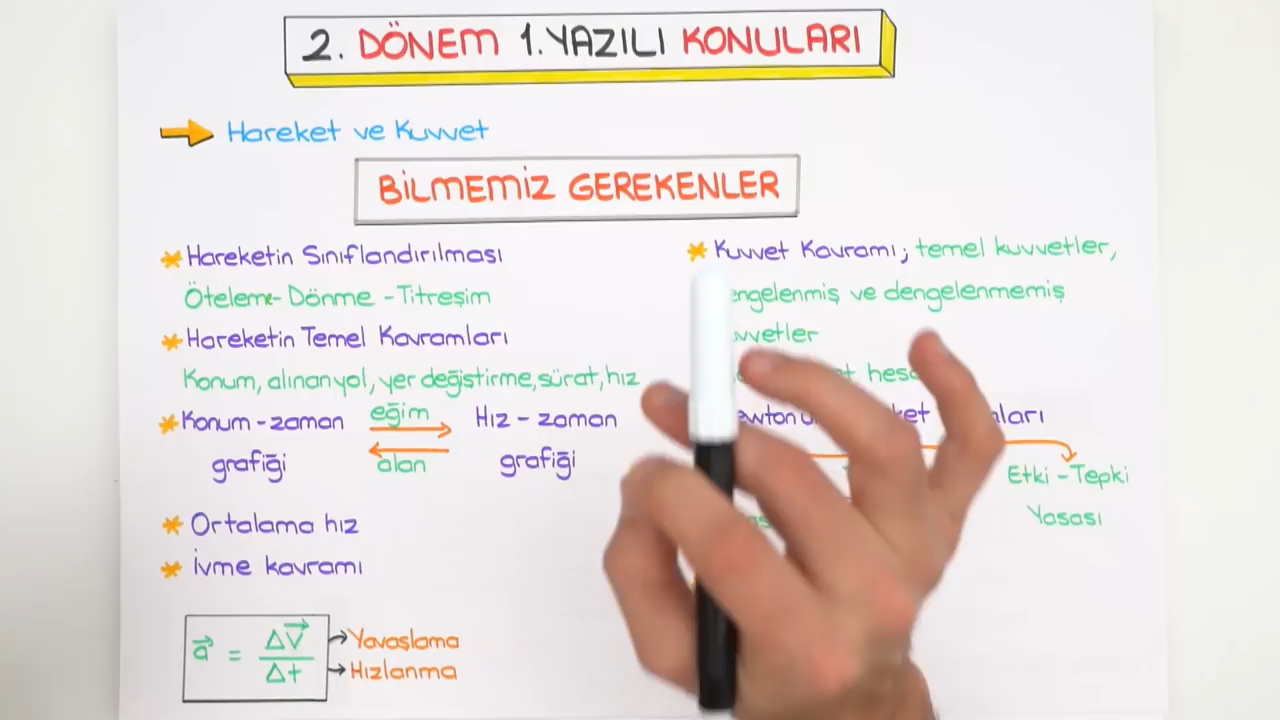 2. DÖNEM 1. YAZILI KONULARI
Hareket ve Kuvvet
BİLMEMİZ GEREKENLER
* Hareketin Sınıflandırılması
Öteleme - Dönme - Titreşim
* Hareketin Temel Kavramları
Konum, alınan yol, yer değiştirme, sürat, hız
* Konum - zaman grafiği
eğim
alan
Hız - zaman grafiği
* Ortalama hız
* İvme kavramı
a = ΔV / Δt
Yavaşlama
Hızlanma
* Kuvvet Kavramı; temel kuvvetler,
ve dengelenmemiş
Etki - Tepki
Yasası